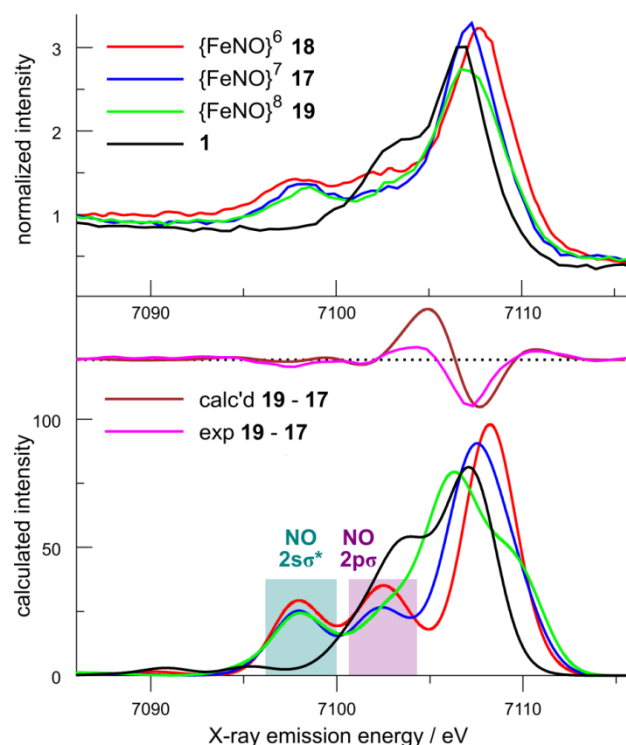 {FeNO}⁶ 18
{FeNO}⁷ 17
{FeNO}⁸ 19
1
normalized intensity
3
2
1
7090 7100 7110
calc'd 19 - 17
exp 19 - 17
calculated intensity
100
50
0
NO
2sσ*
NO
2pσ
7090 7100 7110
X-ray emission energy / eV